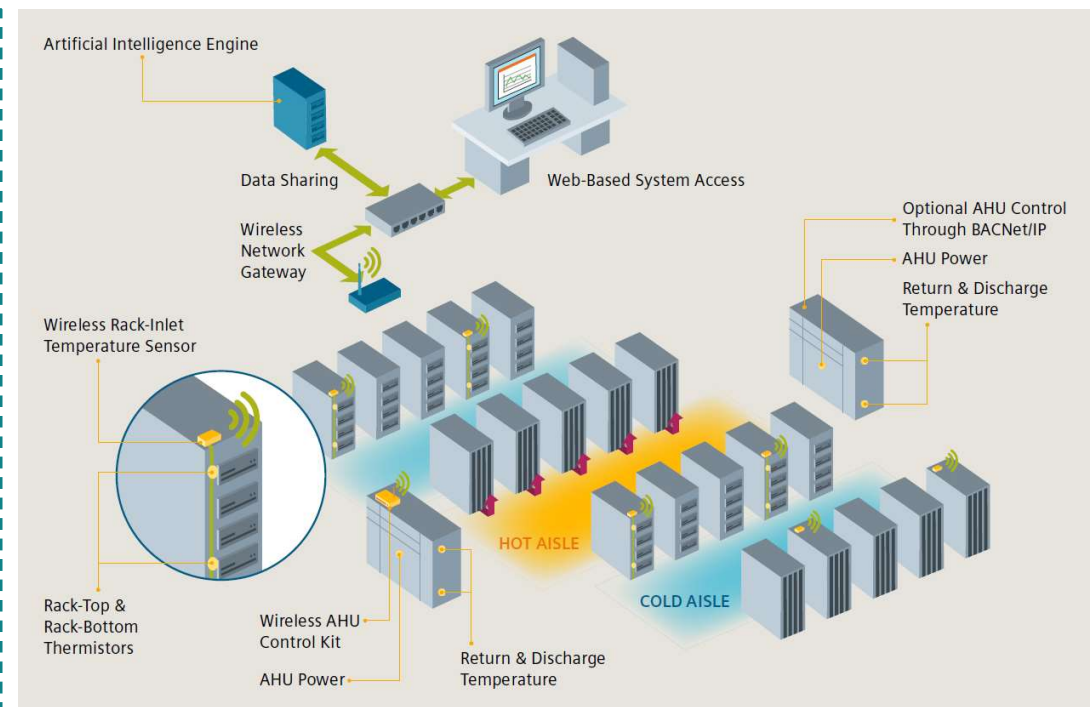 Artificial Intelligence Engine
Data Sharing
Web-Based System Access
Wireless
Network
Gateway
Optional AHU Control
Through BACNet/IP
AHU Power
Return & Discharge
Temperature
Wireless Rack-Inlet
Temperature Sensor
HOT AISLE
COLD AISLE
Rack-Top &
Rack-Bottom
Thermistors
Wireless AHU
Control Kit
AHU Power
Return & Discharge
Temperature